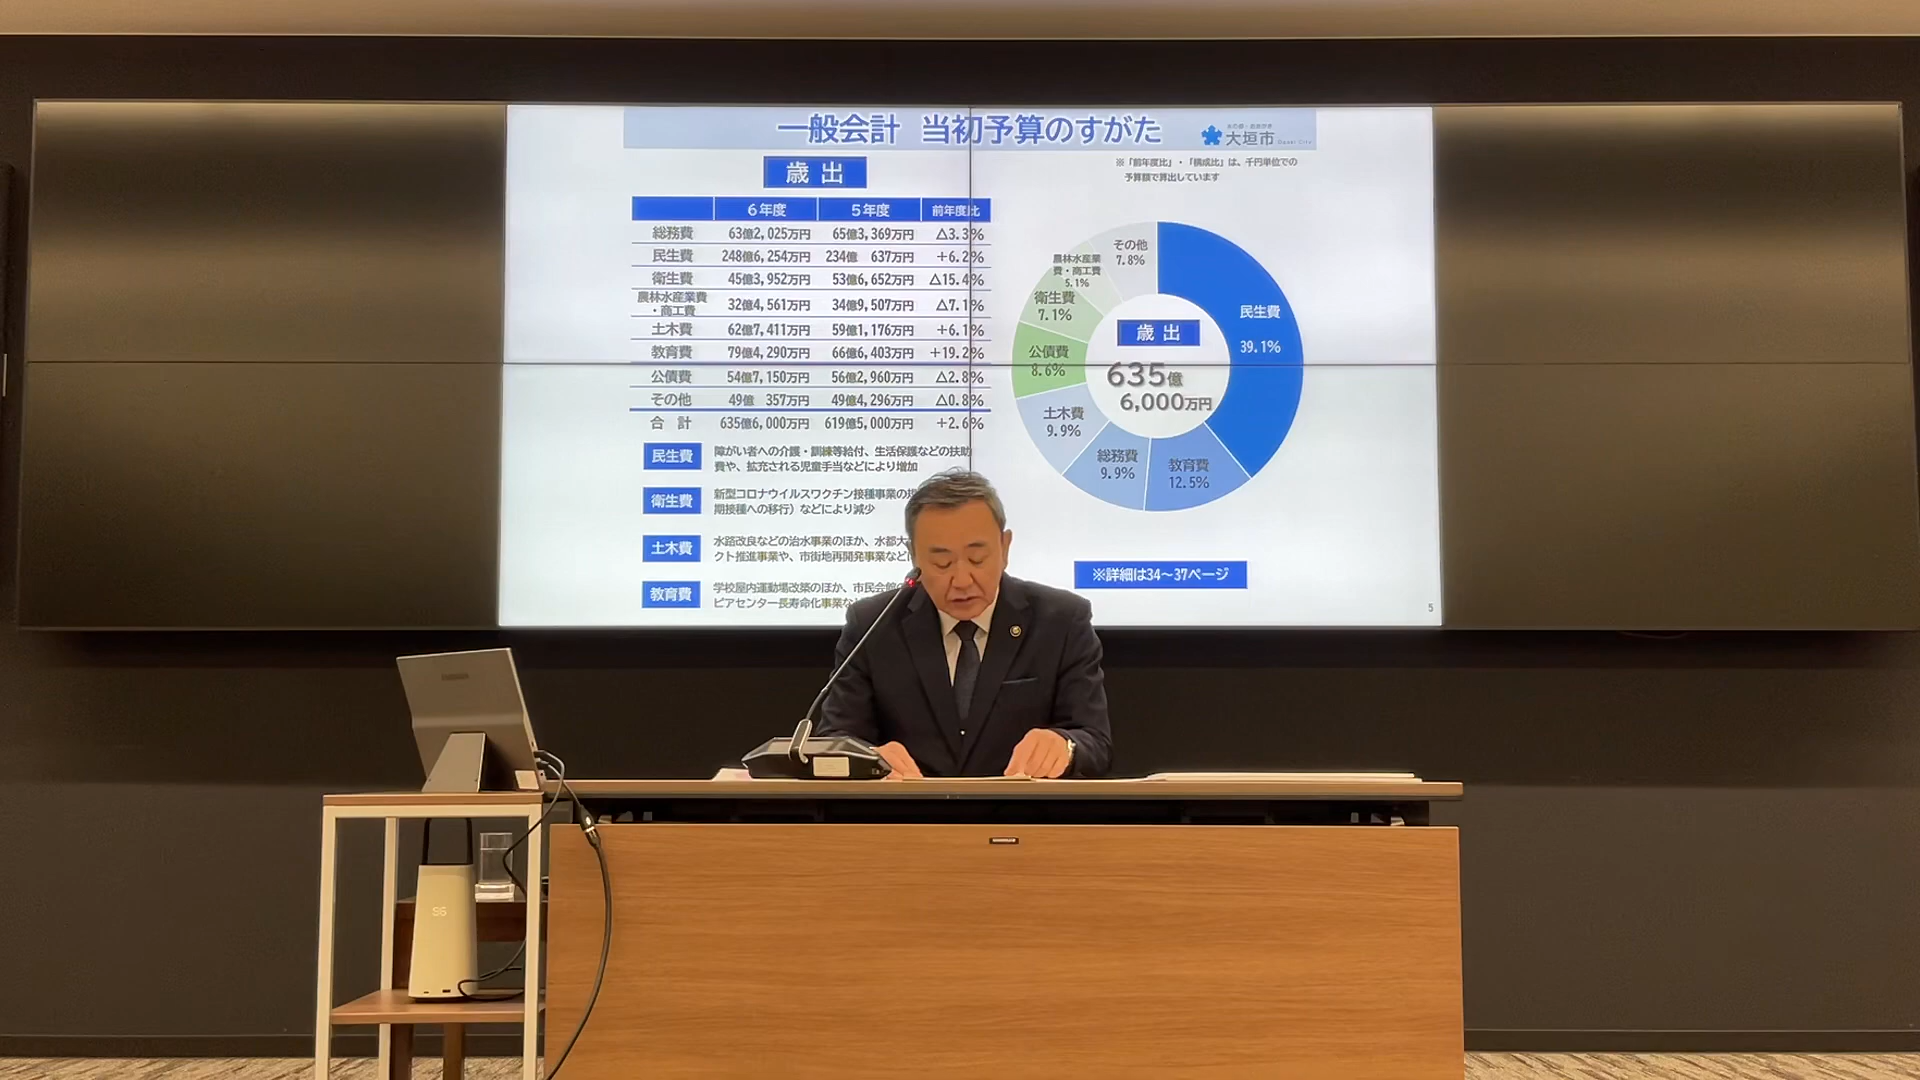 一般会計 当初予算のすがた
大垣市
Ogaki City
歳出
※「前年度比」・「構成比」は、千円単位での
予算額で算出しています
6年度 5年度 前年度比
総務費 63億2,025万円 65億3,369万円 △3.3%
民生費 248億6,254万円 234億 637万円 +6.2%
衛生費 45億3,952万円 53億6,652万円 △15.4%
農林水産業費
・商工費 32億4,561万円 34億9,507万円 △7.1%
土木費 62億7,411万円 59億1,176万円 +6.1%
教育費 79億4,290万円 66億6,403万円 +19.2%
公債費 54億7,150万円 56億2,960万円 △2.8%
その他 49億 357万円 49億4,296万円 △0.8%
合 計 635億6,000万円 619億5,000万円 +2.6%
民生費 障がい者への介護・訓練等給付、生活保護などの扶助
費や、拡充される児童手当などにより増加
衛生費 新型コロナウイルスワクチン接種事業の
期接種への移行）などにより減少
土木費 水路改良などの治水事業のほか、水都大
クト推進事業や、市街地再開発事業など
教育費 学校屋内運動場改築のほか、市民会館
ピアセンター長寿命化事業な
その他
7.8%
農林水産業
費・商工費
5.1%
衛生費
7.1%
公債費
8.6%
土木費
9.9%
総務費
9.9%
教育費
12.5%
民生費
39.1%
歳出
635億
6,000万円
※詳細は34～37ページ
5